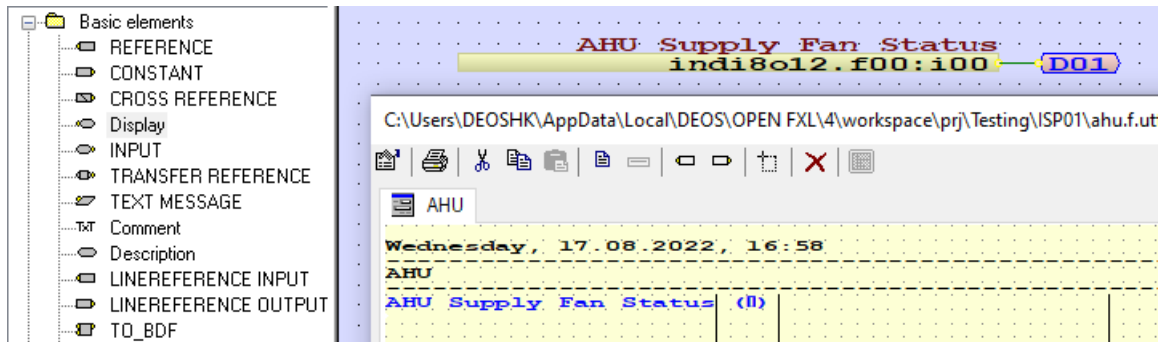 Basic elements
REFERENCE
CONSTANT
CROSS REFERENCE
Display
INPUT
TRANSFER REFERENCE
TEXT MESSAGE
TxT Comment
Description
LINEREFERENCE INPUT
LINEREFERENCE OUTPUT
TO_BDF
AHU Supply Fan Status
indi8o12.f00:i00 D01
C:\Users\DEOSHK\AppData\Local\DEOS\OPEN FXL\4\workspace\prj\Testing\ISP01\ahu.f.ut
AHU
Wednesday, 17.08.2022, 16:58
AHU
AHU Supply Fan Status (Π)